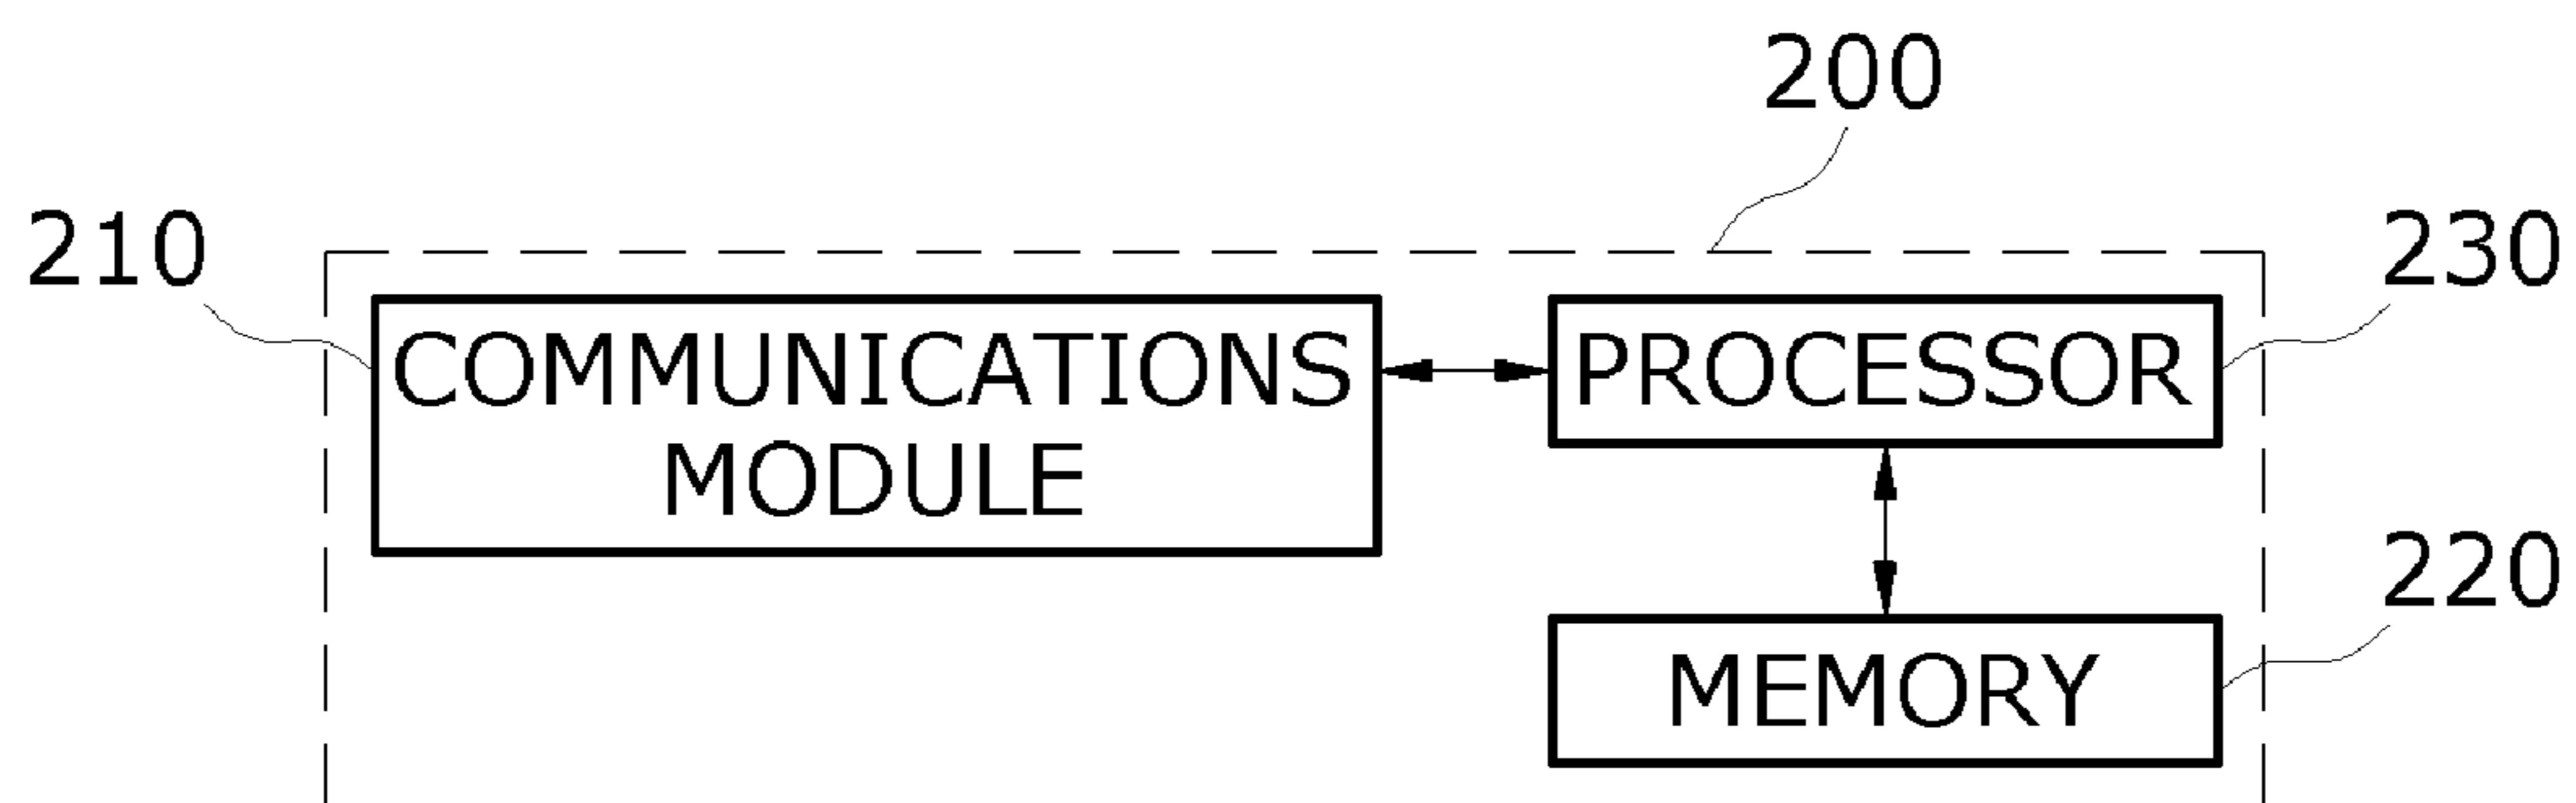 200
210
230
COMMUNICATIONS
MODULE
PROCESSOR
220
MEMORY